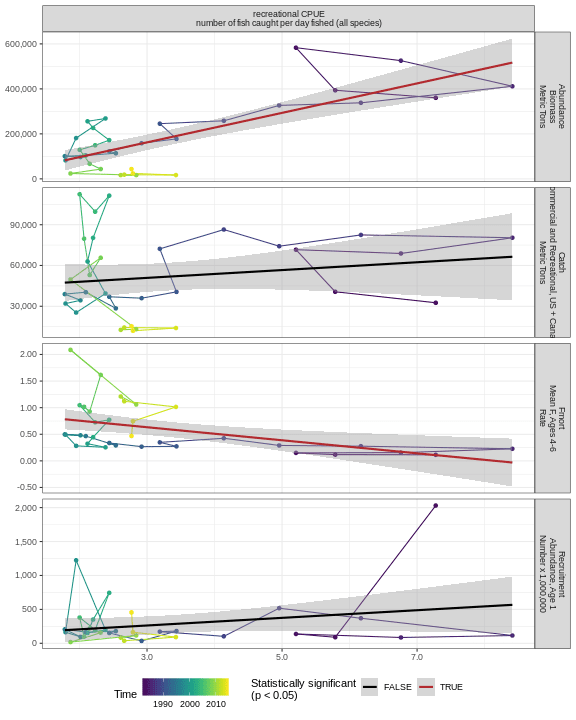 recreational CPUE
number of fish caught per day fished (all species)
600,000
400,000
200,000
0
Abundance
Biomass
Metric Tons
90,000
60,000
30,000
Catch
ommercial and Recreational, US + Cana
Metric Tons
2.00
1.50
1.00
0.50
0.00
-0.50
Fmort
Mean F, Ages 4-6
Rate
2,000
1,500
1,000
500
0
Recruitment
Abundance, Age 1
Number x 1,000,000
3.0 5.0 7.0
Time
1990 2000 2010
Statistically significant
(p < 0.05)
FALSE TRUE